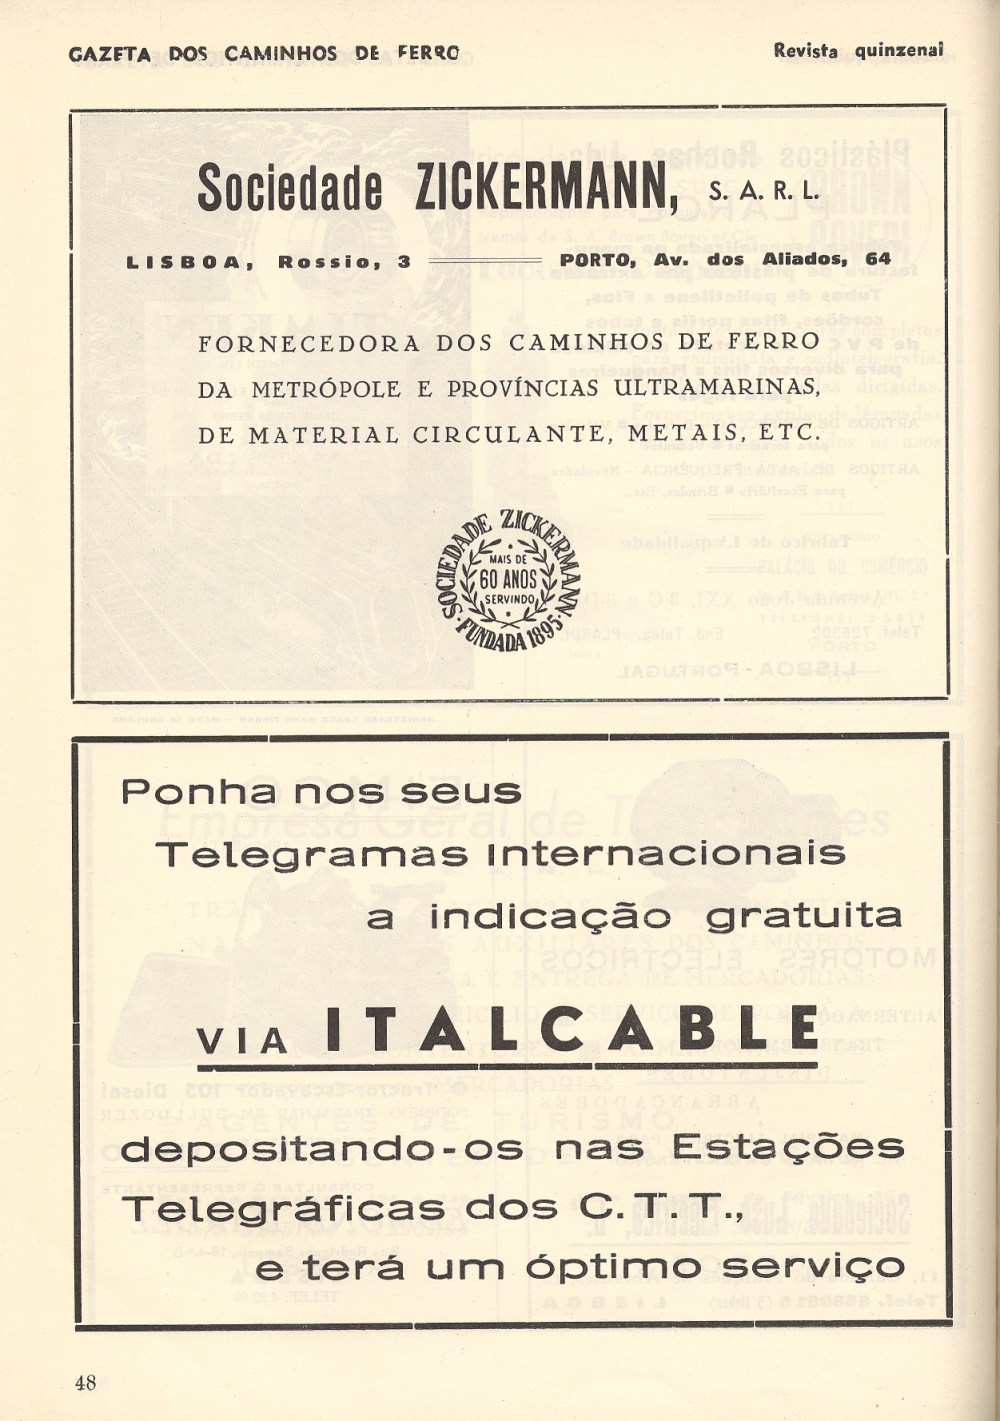 GAZETA DOS CAMINHOS DE FERRO
Revista quinzenal
Sociedade ZICKERMANN, S. A. R. L.
LISBOA, Rossio, 3
PORTO, Av. dos Aliados, 64
FORNECEDORA DOS CAMINHOS DE FERRO
DA METRÓPOLE E PROVÍNCIAS ULTRAMARINAS,
DE MATERIAL CIRCULANTE, METAIS, ETC.
SOCIEDADE ZICKERMANN
MAIS DE
60 ANOS
SERVINDO
FUNDADA 1895
Ponha nos seus
Telegramas Internacionais
a indicação gratuita
VIA ITALCABLE
depositando-os nas Estações
Telegráficas dos C. T. T.,
e terá um óptimo serviço
48